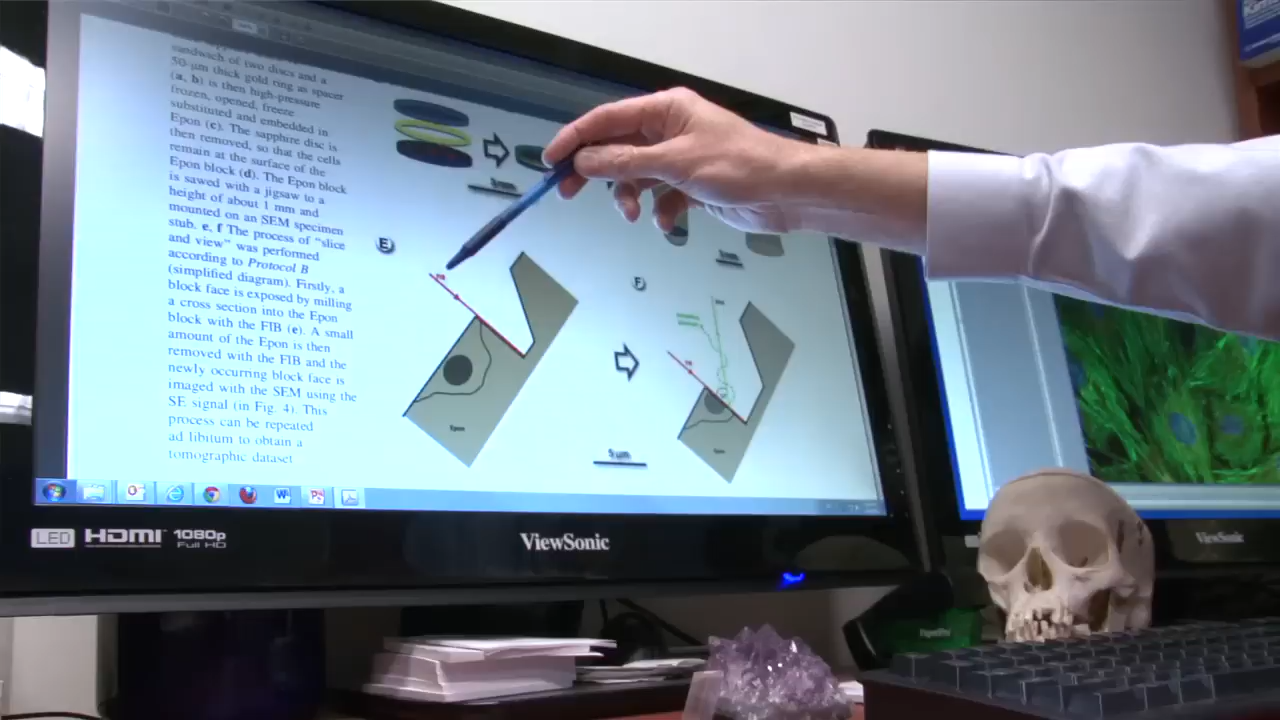 sandwich of two discs and a
50-μm thick gold ring as spacer
(a, b) is then high-pressure
frozen, opened, freeze
substituted and embedded in
Epon (c). The sapphire disc is
then removed, so that the cells
remain at the surface of the
Epon block (d). The Epon block
is sawed with a jigsaw to a
height of about 1 mm and
mounted on an SEM specimen
stub. e, f The process of "slice
and view" was performed
according to Protocol B
(simplified diagram). Firstly, a
block face is exposed by milling
a cross section into the Epon
block with the FIB (e). A small
amount of the Epon is then
removed with the FIB and the
newly occurring block face is
imaged with the SEM using the
SE signal (in Fig. 4). This
process can be repeated
ad libitum to obtain a
tomographic dataset
E
F
FIB
Epon
5 μm
LED HDMI 1080p
Full HD
ViewSonic
ViewSonic